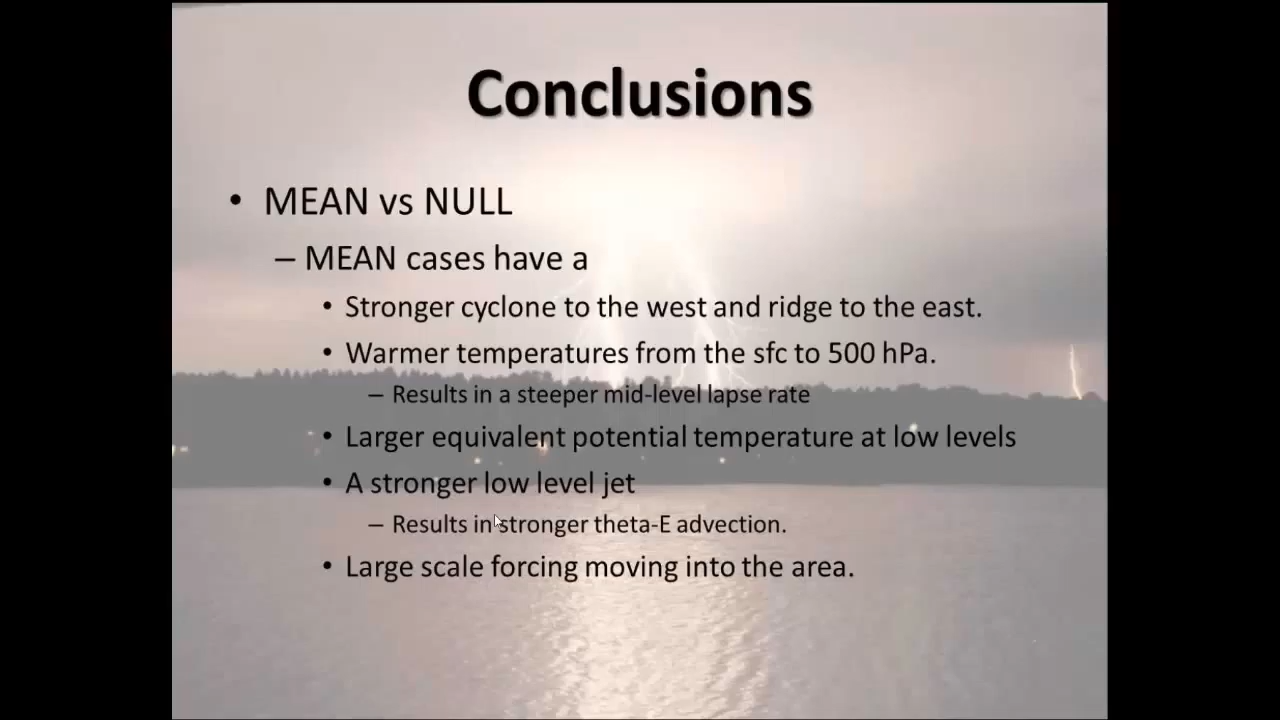 Conclusions
• MEAN vs NULL
– MEAN cases have a
• Stronger cyclone to the west and ridge to the east.
• Warmer temperatures from the sfc to 500 hPa.
– Results in a steeper mid-level lapse rate
• Larger equivalent potential temperature at low levels
• A stronger low level jet
– Results in stronger theta-E advection.
• Large scale forcing moving into the area.